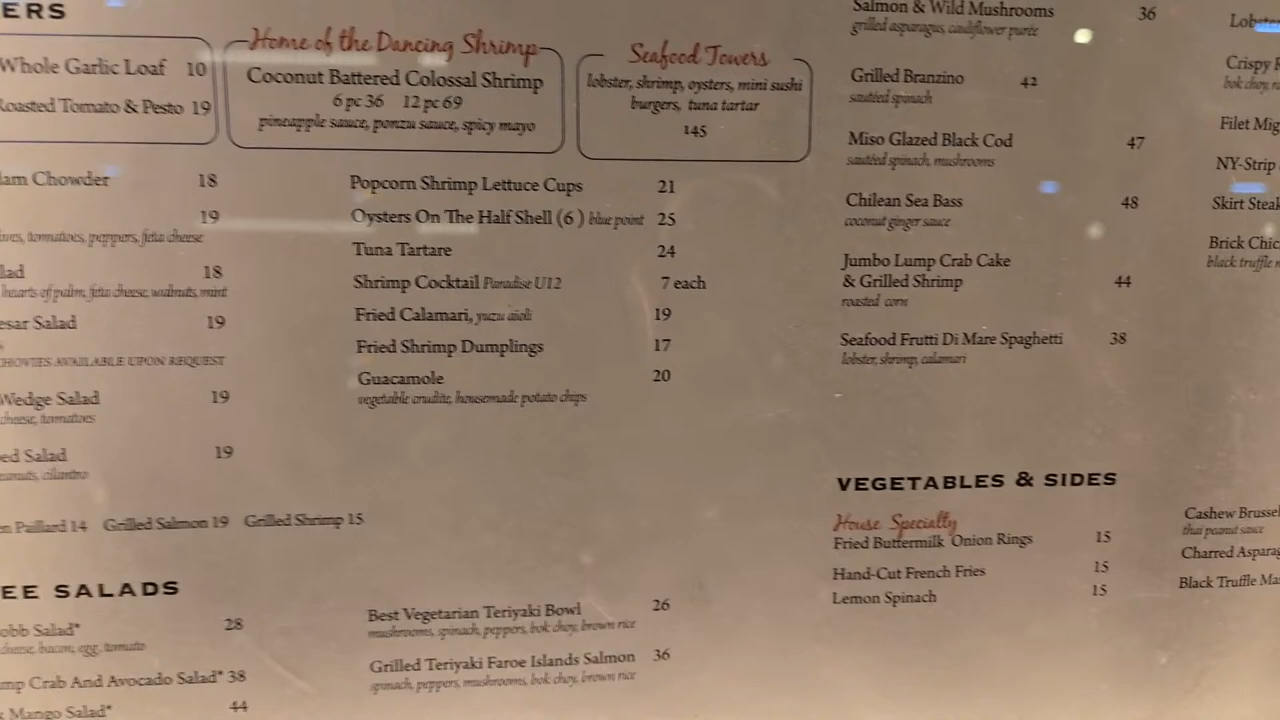 ERS
Whole Garlic Loaf 10
Roasted Tomato & Pesto 19
Home of the Dancing Shrimp
Coconut Battered Colossal Shrimp
6 pc 36 12 pc 69
pineapple sauce, ponzu sauce, spicy mayo
Seafood Towers
lobster, shrimp, oysters, mini sushi
burgers, tuna tartar
145
lam Chowder 18
19
tomatoes, peppers, feta cheese
lad 18
hearts of palm, feta cheese, walnuts, mint
esar Salad 19
AVAILABLE UPON REQUEST
Wedge Salad 19
cheese, tomatoes
ed Salad 19
cilantro
en Paillard 14 Grilled Salmon 19 Grilled Shrimp 15
Popcorn Shrimp Lettuce Cups 21
Oysters On The Half Shell (6) blue point 25
Tuna Tartare 24
Shrimp Cocktail Paradise U12 7 each
Fried Calamari, yuzu aioli 19
Fried Shrimp Dumplings 17
Guacamole 20
vegetable crudite, housemade potato chips
EE SALADS
obb Salad* 28
cheese, bacon, egg, tomato
mp Crab And Avocado Salad* 38
Mango Salad* 44
Best Vegetarian Teriyaki Bowl 26
mushrooms, spinach, peppers, bok choy, brown rice
Grilled Teriyaki Faroe Islands Salmon 36
spinach, peppers, mushrooms, bok choy, brown rice
Salmon & Wild Mushrooms 36
grilled asparagus, cauliflower purée
Grilled Branzino 42
sautéed spinach
Miso Glazed Black Cod 47
sautéed spinach, mushrooms
Chilean Sea Bass 48
coconut ginger sauce
Jumbo Lump Crab Cake
& Grilled Shrimp 44
roasted corn
Seafood Frutti Di Mare Spaghetti 38
lobster, shrimp, calamari
Lobster
Crispy
bok choy,
Filet Mig
NY-Strip
Skirt Steak
Brick Chic
black truffle
VEGETABLES & SIDES
House Specialty
Fried Buttermilk Onion Rings 15
Hand-Cut French Fries 15
Lemon Spinach 15
Cashew Brussel
thai peanut sauce
Charred Asparag
Black Truffle Ma